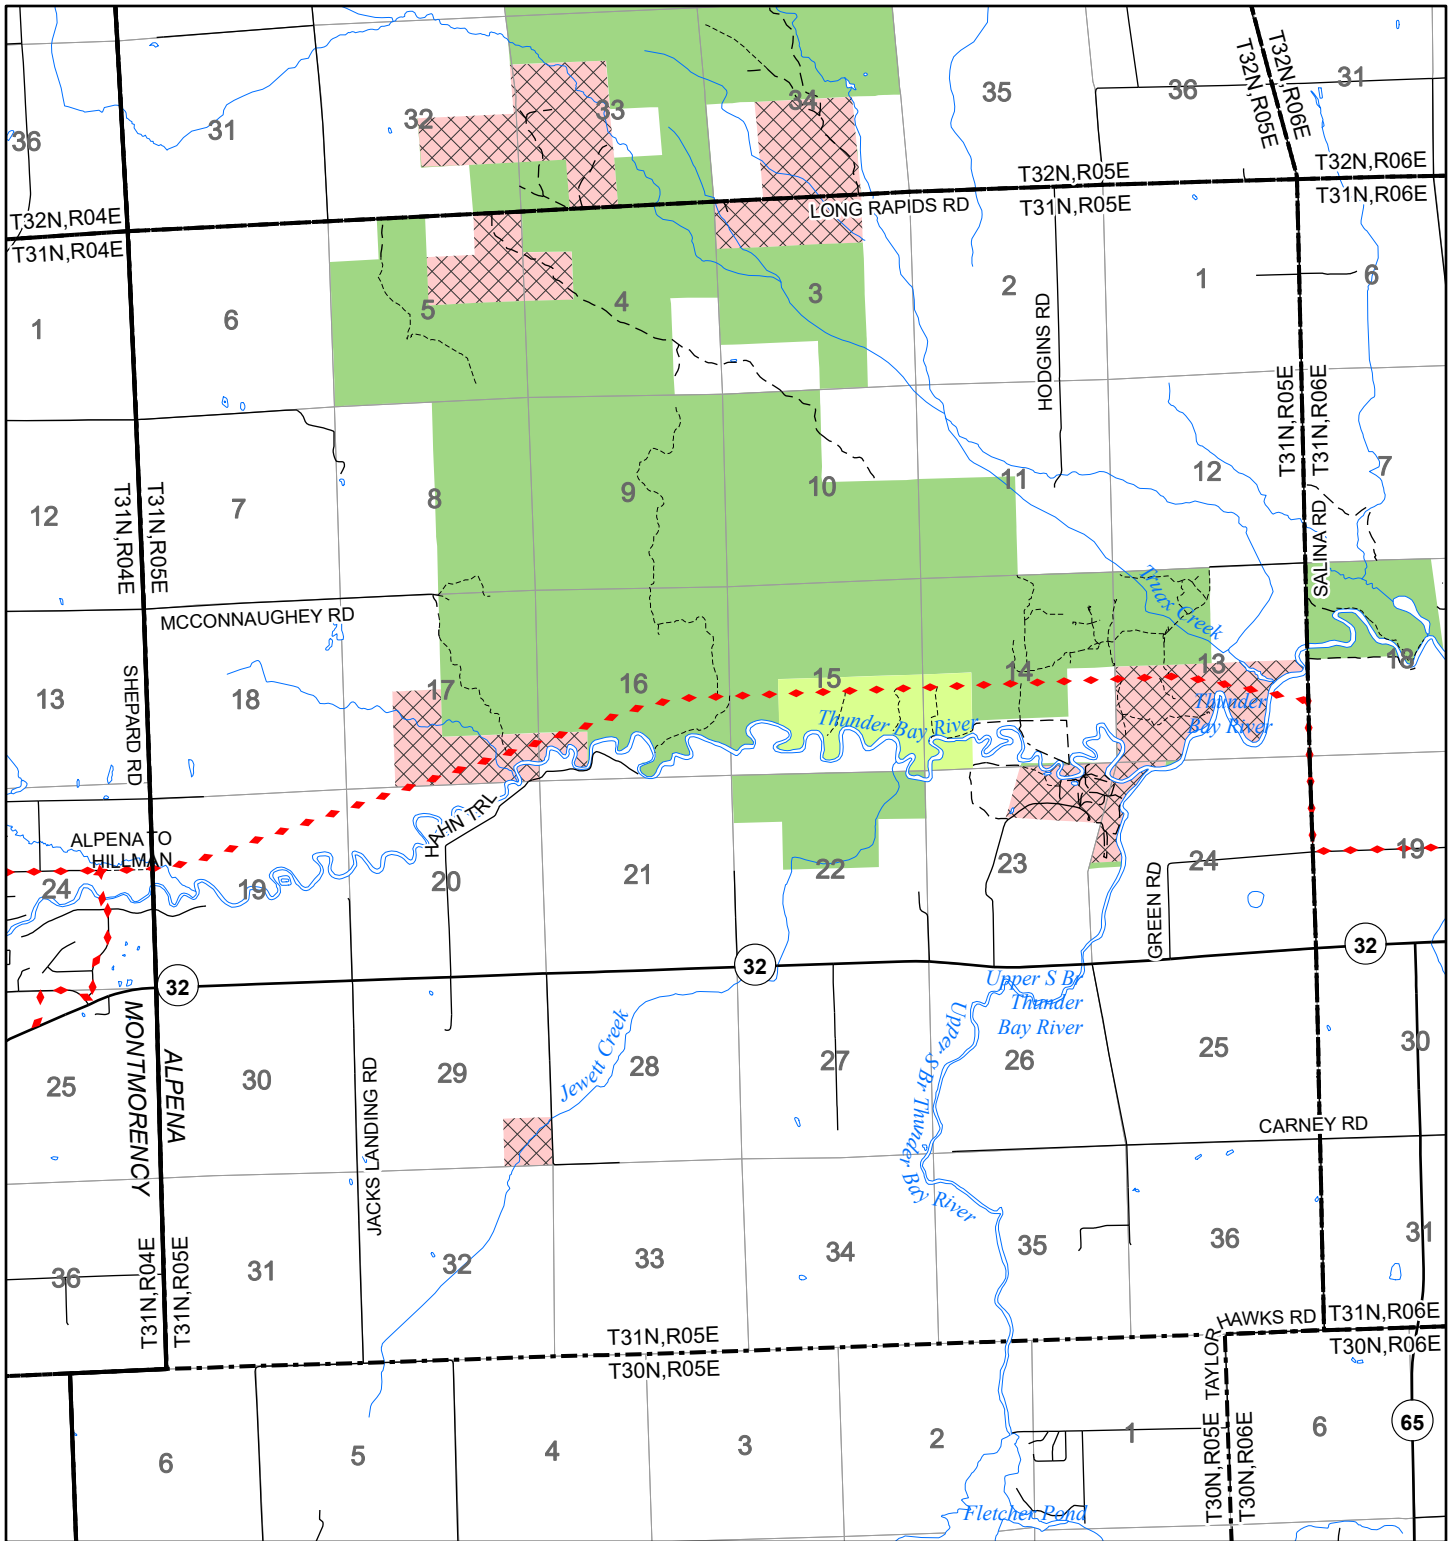 T32N,R06E
T32N,R05E
31
36
35
34
33
32
31
36
T32N,R06E
T32N,R05E
T31N,R06E
T31N,R05E
LONG RAPIDS RD
T32N,R04E
T31N,R04E
1
6
5
4
3
2
1
6
HODGINS RD
T31N,R05E
T31N,R06E
12
T31N,R04E
T31N,R05E
7
8
9
10
11
12
7
SALINA RD
Truax Creek
MCCONNAUGHEY RD
13
SHEPARD RD
18
17
16
15
14
13
18
Thunder Bay River
Thunder
Bay River
ALPENA TO
HILLMAN
HAHN TRL
24
19
20
21
22
23
GREEN RD
24
19
32
32
32
Upper S Br
Thunder
Bay River
Upper S Br Thunder Bay River
MONTMORENCY
ALPENA
Jewett Creek
25
30
29
28
27
26
25
30
JACKS LANDING RD
CARNEY RD
36
31
32
33
34
35
36
31
T31N,R04E
T31N,R05E
T31N,R05E
T30N,R05E
HAWKS RD
T31N,R06E
T30N,R06E
TAYLOR
T30N,R05E
T30N,R06E
6
5
4
3
2
1
6
65
Fletcher Pond